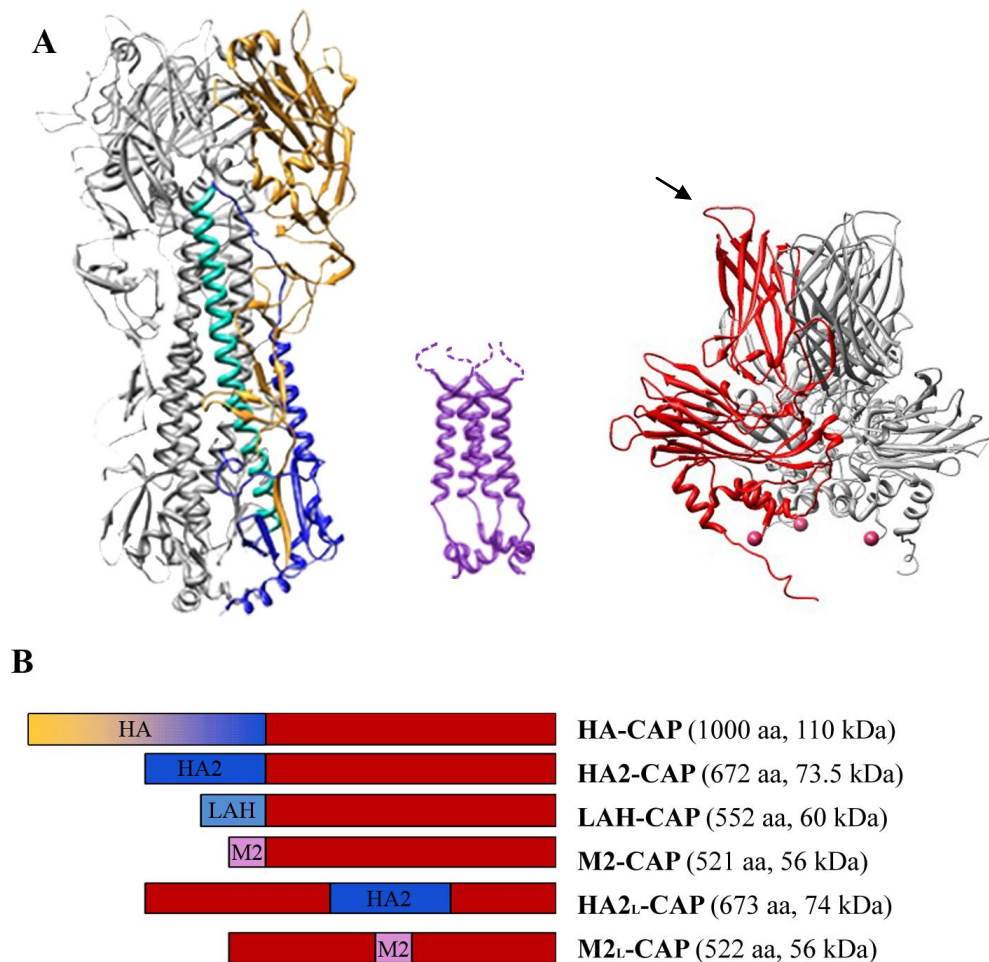 A
B
HA HA-CAP (1000 aa, 110 kDa)
HA2 HA2-CAP (672 aa, 73.5 kDa)
LAH LAH-CAP (552 aa, 60 kDa)
M2 M2-CAP (521 aa, 56 kDa)
HA2 HA2L-CAP (673 aa, 74 kDa)
M2 M2L-CAP (522 aa, 56 kDa)